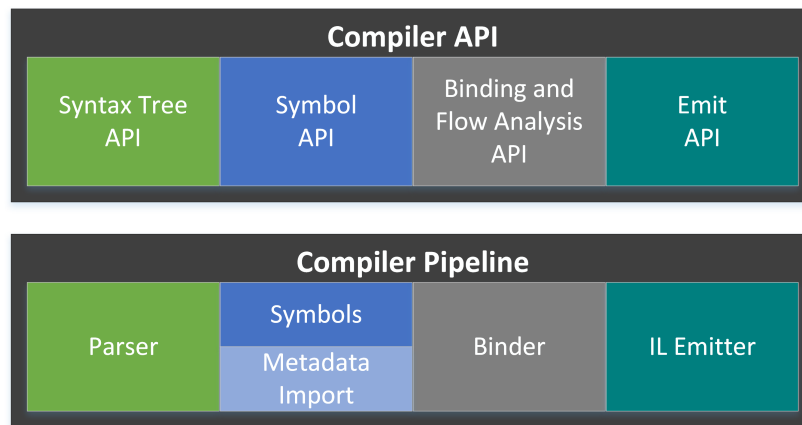 Compiler API
Syntax Tree
API
Symbol
API
Binding and
Flow Analysis
API
Emit
API
Compiler Pipeline
Parser
Symbols
Metadata
Import
Binder
IL Emitter